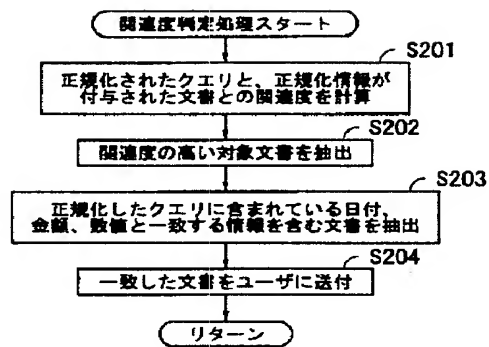 関連度判定処理スタート
S201
正規化されたクエリと、正規化情報が
付与された文書との関連度を計算
S202
関連度の高い対象文書を抽出
S203
正規化したクエリに含まれている日付、
金額、数値と一致する情報を含む文書を抽出
S204
一致した文書をユーザに送付
リターン